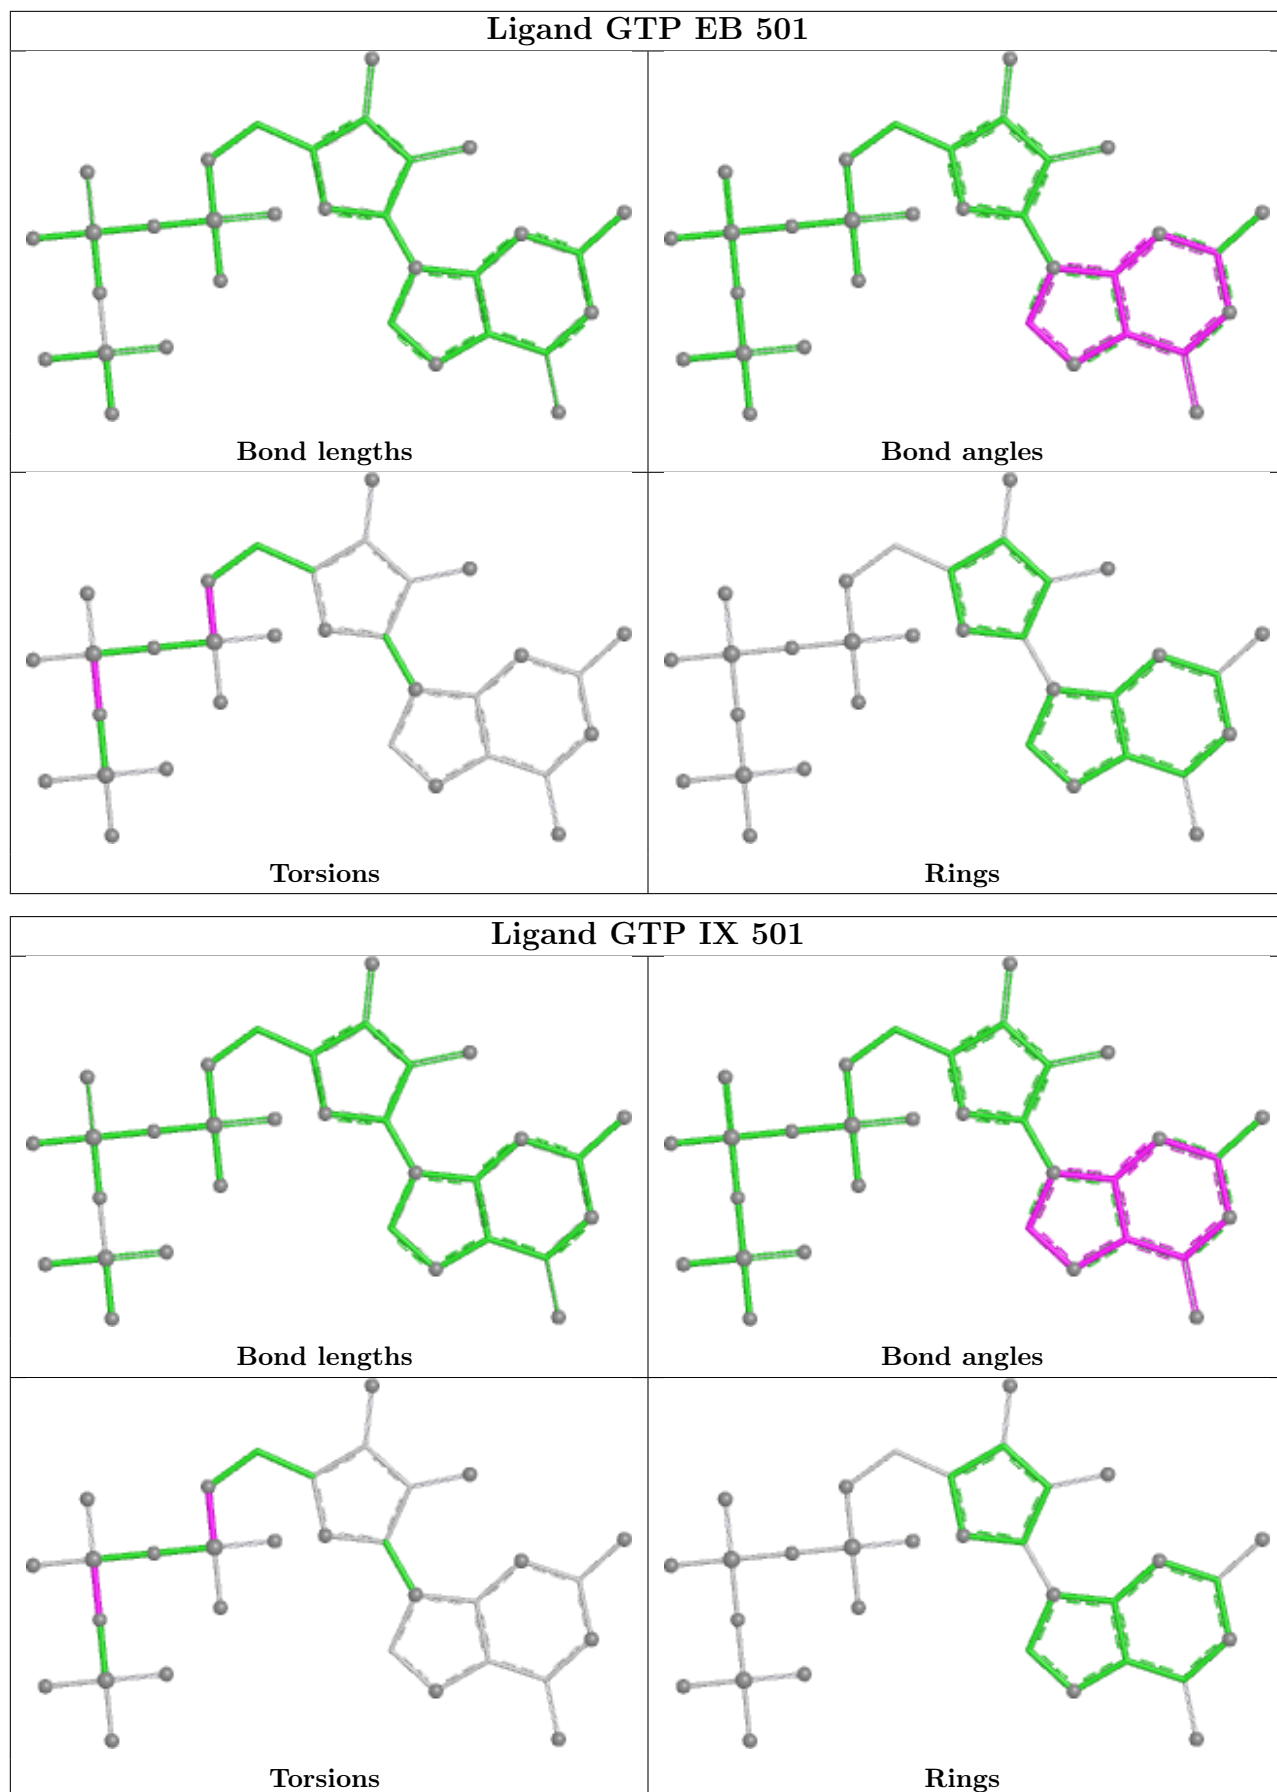 Ligand GTP EB 501
Bond lengths
Bond angles
Torsions
Rings
Ligand GTP IX 501
Bond lengths
Bond angles
Torsions
Rings